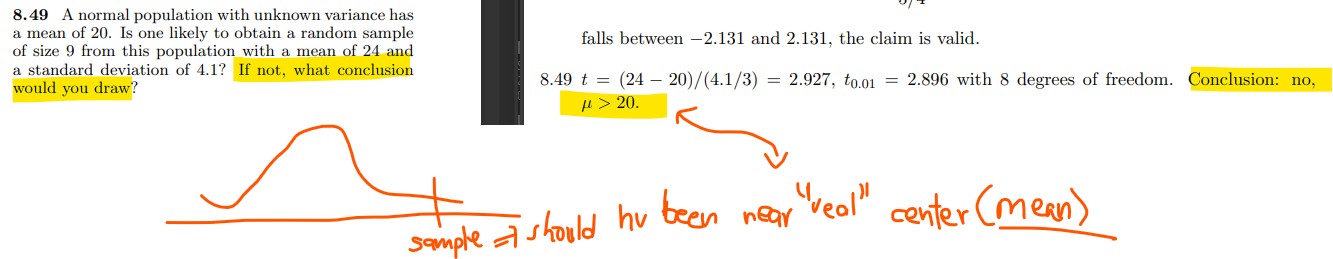 8.49 A normal population with unknown variance has
a mean of 20. Is one likely to obtain a random sample
of size 9 from this population with a mean of 24 and
a standard deviation of 4.1? If not, what conclusion
would you draw?
falls between −2.131 and 2.131, the claim is valid.
8.49 t = (24 − 20)/(4.1/3) = 2.927, t0.01 = 2.896 with 8 degrees of freedom. Conclusion: no,
μ > 20.
sample ⇒ should hv been near "real" center (mean)